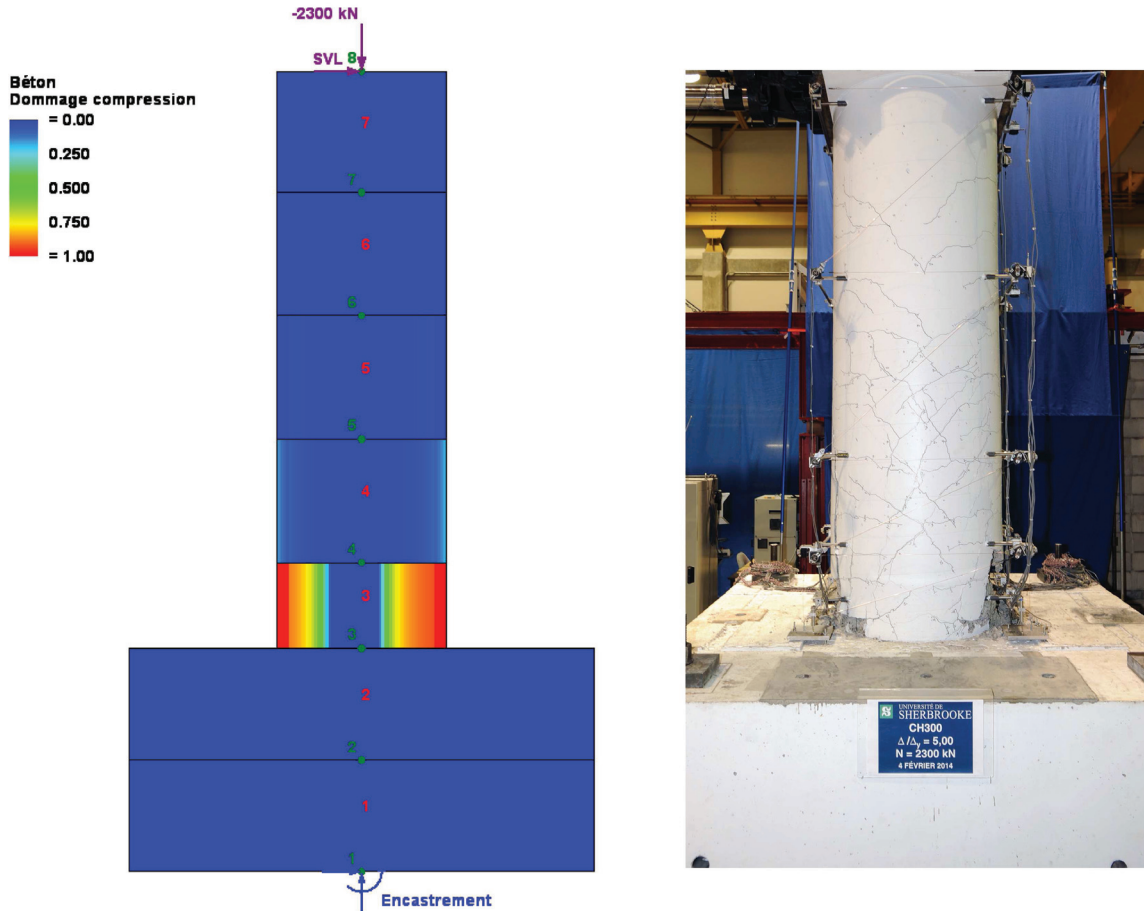 -2300 kN
SVL 8
Béton
Dommage compression
= 0.00
0.250
0.500
0.750
= 1.00
7
7
6
6
5
5
4
4
3
3
2
2
1
1
Encastrement
UNIVERSITÉ DE
SHERBROOKE
CH300
Δ/Δy = 5,00
N = 2300 kN
4 FÉVRIER 2014